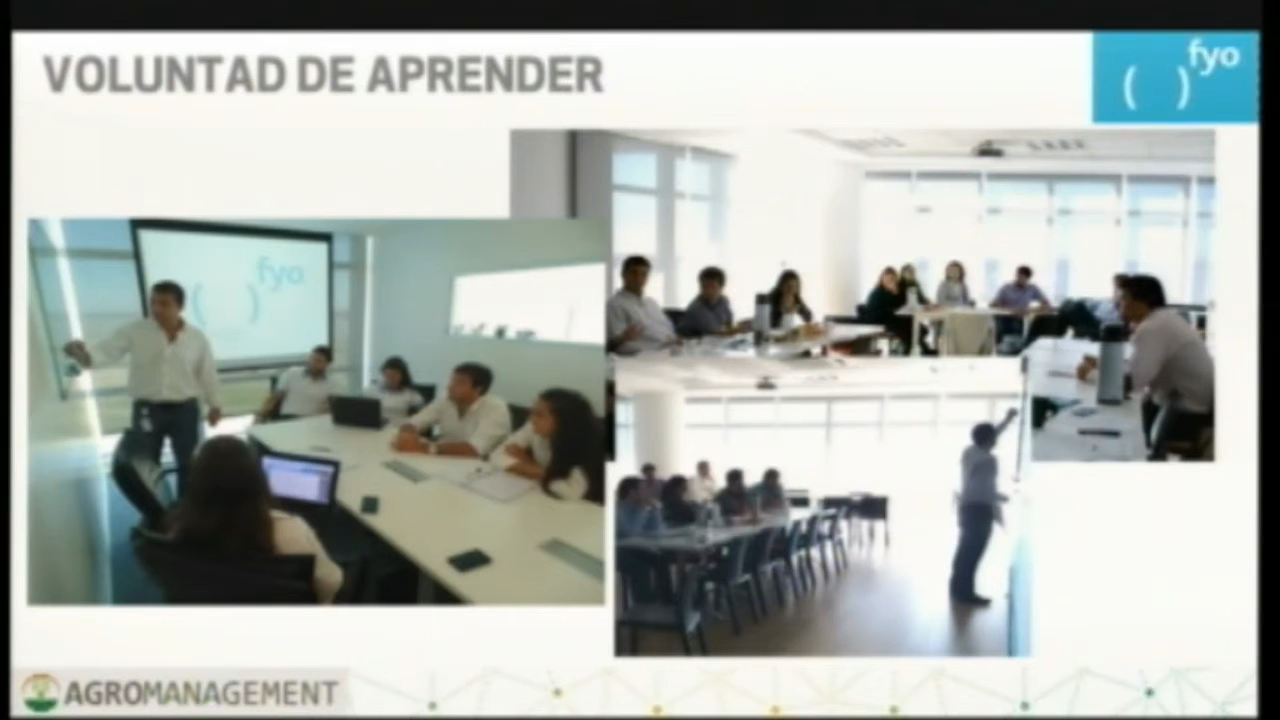 VOLUNTAD DE APRENDER
fyo
( )
fyo
( )
AGROMANAGEMENT